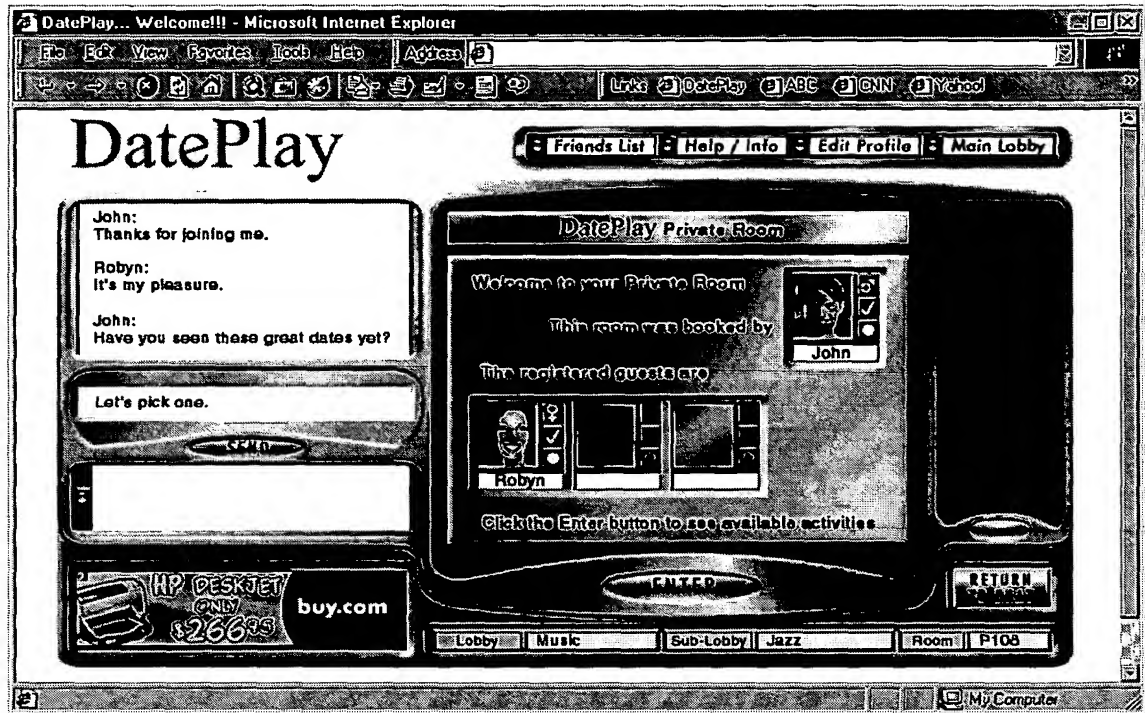 DatePlay... Welcome!!! - Microsoft Internet Explorer
File Edit View Favorites Tools Help Address
Links DatePlay ABC CNN Yahoo!
DatePlay
Friends List Help / Info Edit Profile Main Lobby
John:
Thanks for joining me.
Robyn:
It's my pleasure.
John:
Have you seen these great dates yet?
Let's pick one.
SEND
HP DESKJET
ONLY
$266.95
buy.com
DatePlay Private Room
Welcome to your Private Room
This room was booked by
John
The registered guests are
Robyn
Click the Enter button to see available activities
ENTER
RETURN
Lobby Music Sub-Lobby Jazz Room P108
My Computer